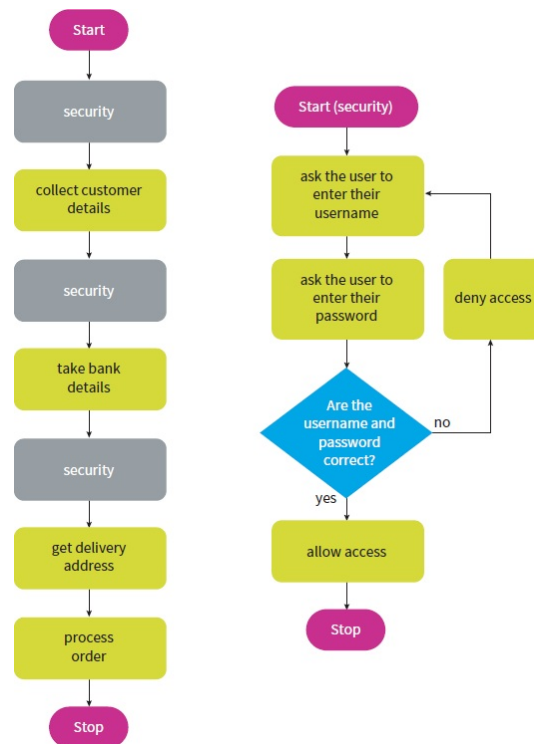 Start
security
collect customer
details
security
take bank
details
security
get delivery
address
process
order
Stop
Start (security)
ask the user to
enter their
username
ask the user to
enter their
password
deny access
Are the
username and
password
correct?
no
yes
allow access
Stop